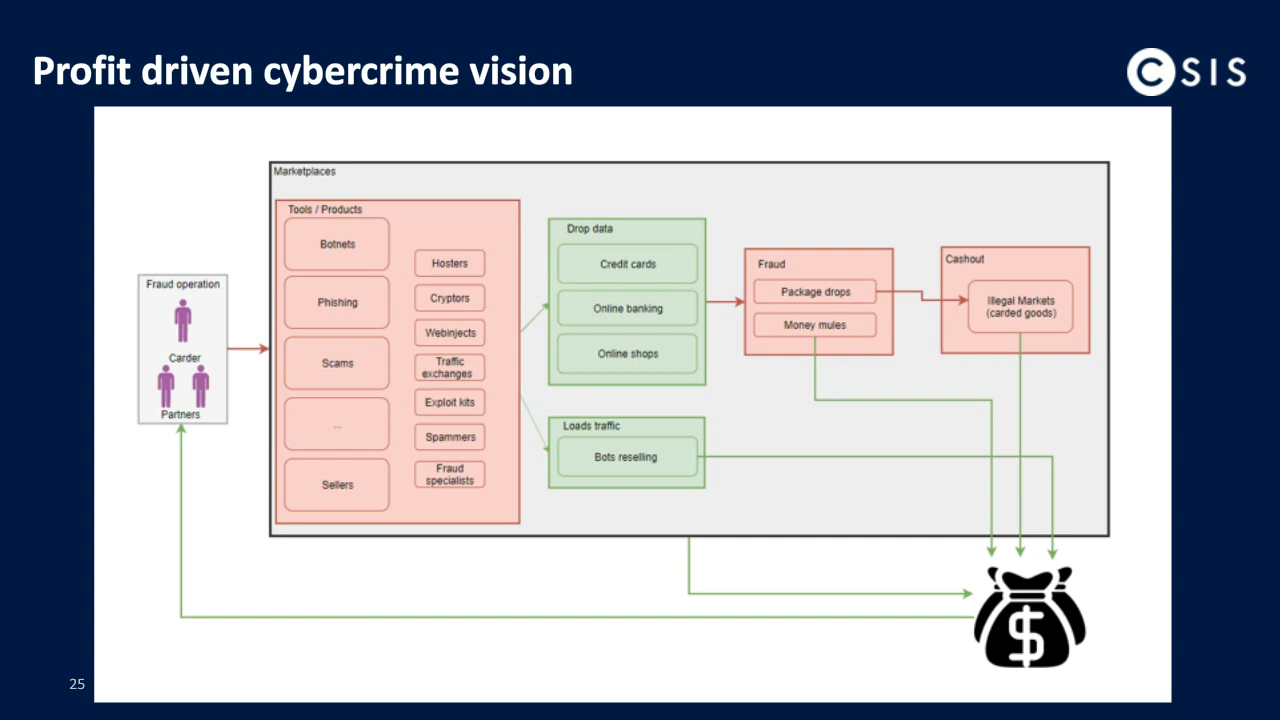 Profit driven cybercrime vision
CSIS
Marketplaces
Tools / Products
Botnets
Phishing
Scams
...
Sellers
Hosters
Cryptors
Webinjects
Traffic
exchanges
Exploit kits
Spammers
Fraud
specialists
Fraud operation
Carder
Partners
Drop data
Credit cards
Online banking
Online shops
Loads traffic
Bots reselling
Fraud
Package drops
Money mules
Cashout
Illegal Markets
(carded goods)
$
25